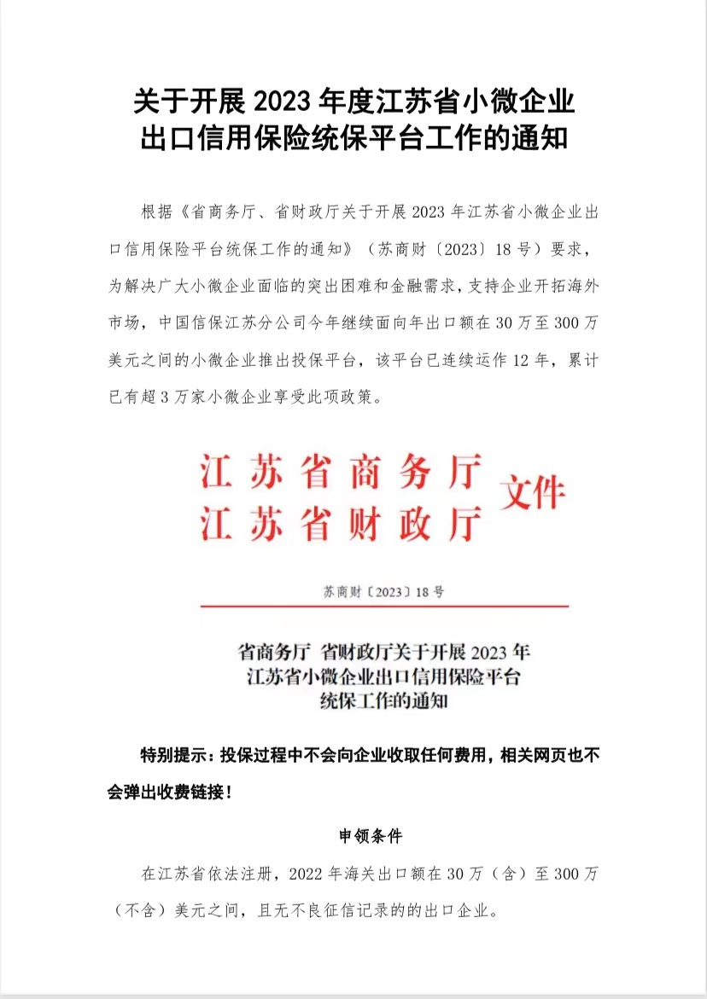 关于开展 2023 年度江苏省小微企业
出口信用保险统保平台工作的通知
根据《省商务厅、省财政厅关于开展 2023 年江苏省小微企业出
口信用保险平台统保工作的通知》（苏商财〔2023〕18 号）要求，
为解决广大小微企业面临的突出困难和金融需求，支持企业开拓海外
市场，中国信保江苏分公司今年继续面向年出口额在 30 万至 300 万
美元之间的小微企业推出投保平台，该平台已连续运作 12 年，累计
已有超 3 万家小微企业享受此项政策。
江苏省商务厅
文件
江苏省财政厅
苏商财〔2023〕18 号
省商务厅 省财政厅关于开展 2023 年
江苏省小微企业出口信用保险平台
统保工作的通知
特别提示：投保过程中不会向企业收取任何费用，相关网页也不
会弹出收费链接！
申领条件
在江苏省依法注册，2022 年海关出口额在 30 万（含）至 300 万
（不含）美元之间，且无不良征信记录的的出口企业。